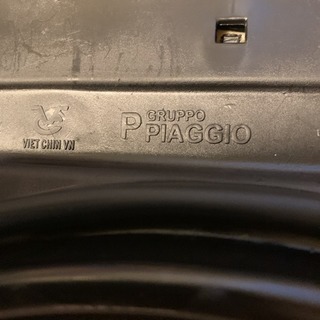 VIET CHIN VN®
P GRUPPO
PIAGGIO